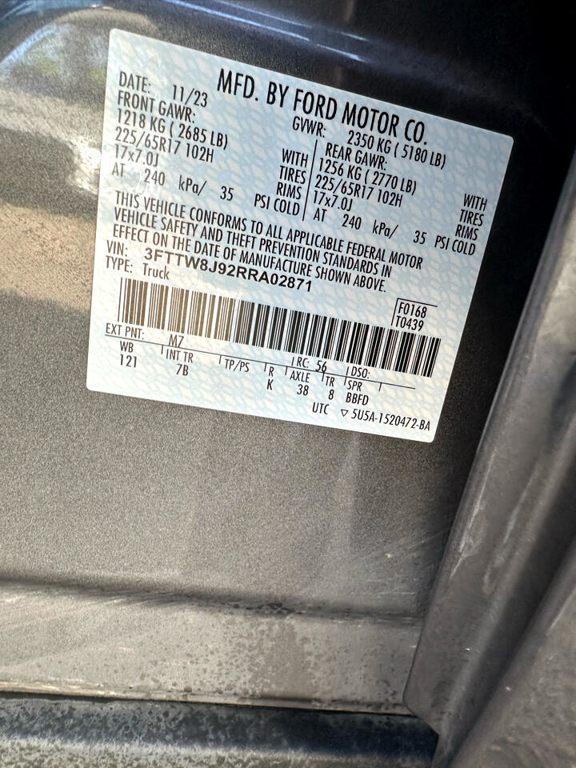 MFD. BY FORD MOTOR CO.
DATE: 11/23 GVWR: 2350 KG ( 5180 LB)
FRONT GAWR: REAR GAWR:
1218 KG ( 2685 LB) WITH 1256 KG ( 2770 LB) WITH
225/65R17 102H TIRES 225/65R17 102H TIRES
17x7.0J RIMS 17x7.0J RIMS
AT 240 kPa/ 35 PSI COLD AT 240 kPa/ 35 PSI COLD
THIS VEHICLE CONFORMS TO ALL APPLICABLE FEDERAL MOTOR
VEHICLE SAFETY AND THEFT PREVENTION STANDARDS IN
EFFECT ON THE DATE OF MANUFACTURE SHOWN ABOVE.
VIN: 3FTTW8J92RRA02871
TYPE: Truck
F0168
T0439
EXT PNT: M7 RC: 56 DSO:
WB INT TR TP/PS R AXLE TR SPR
121 7B K 38 8 BBFD
UTC ▽ 5U5A-1520472-BA